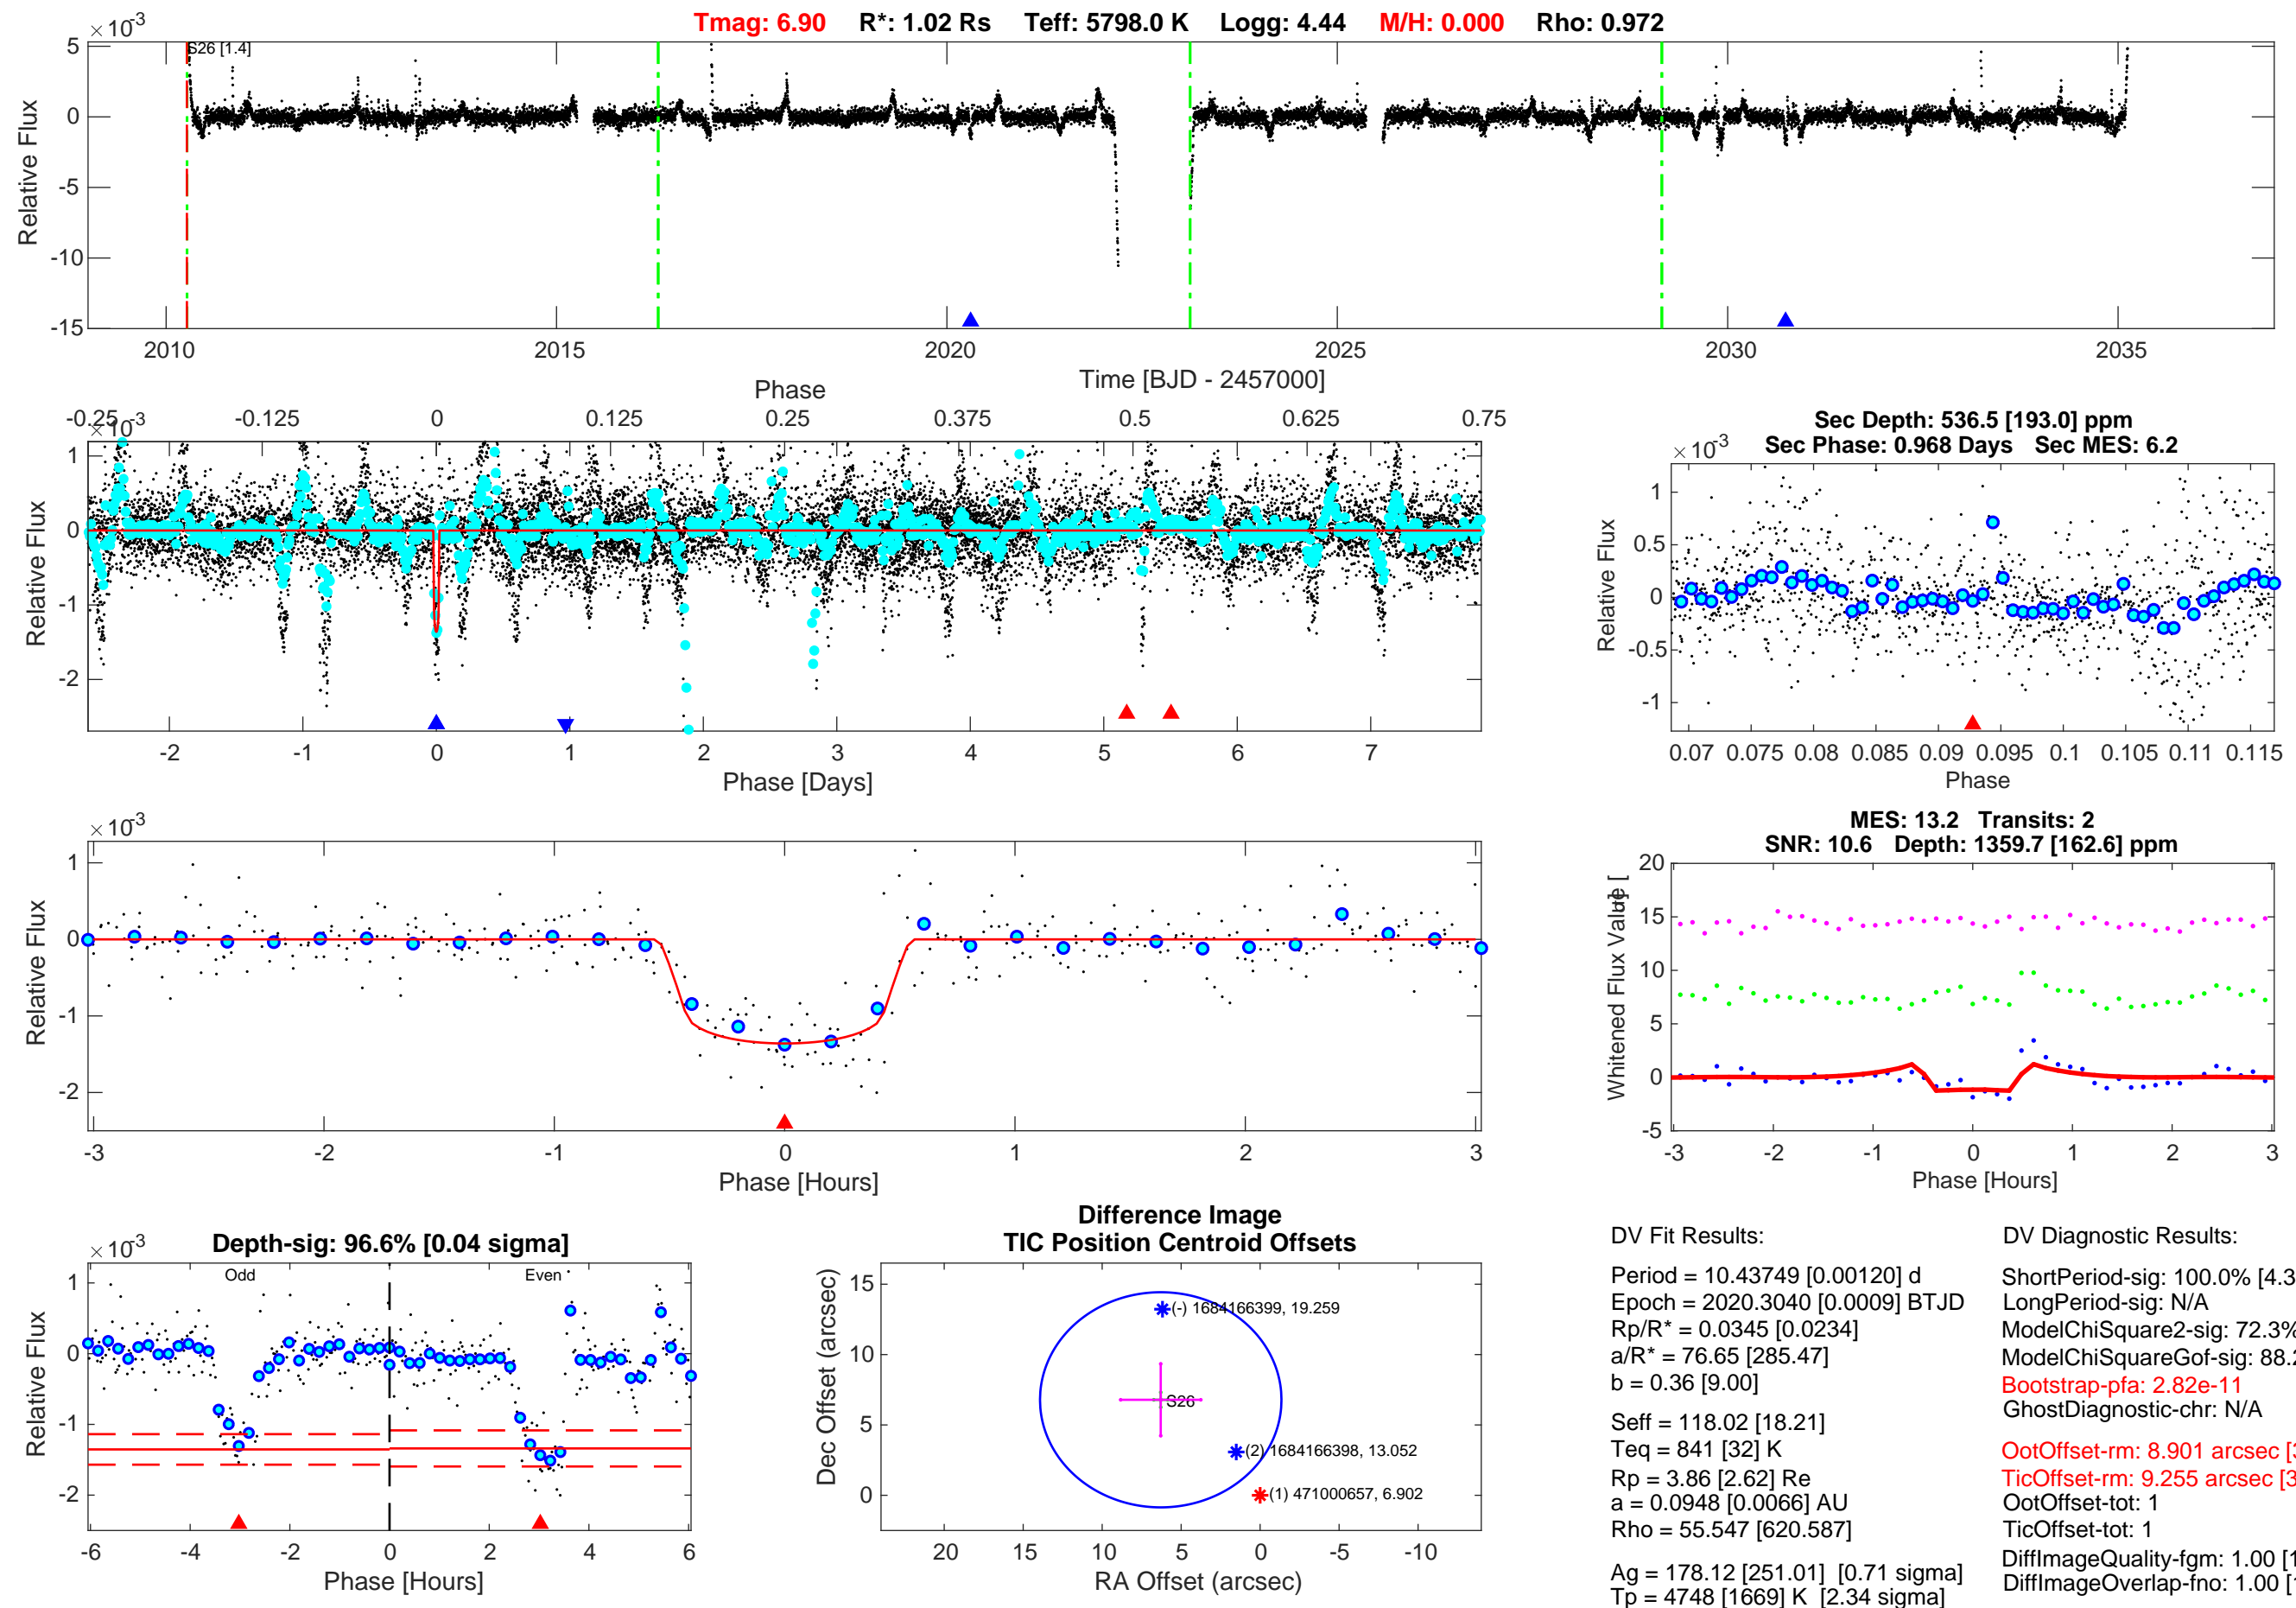 Tmag: 6.90 R*: 1.02 Rs Teff: 5798.0 K Logg: 4.44 M/H: 0.000 Rho: 0.972
×10-3
S26 [1.4]
5
0
-5
-10
-15
Relative Flux
2010 2015 2020 2025 2030 2035
Time [BJD - 2457000]
Phase
-0.25 -0.125 0 0.125 0.25 0.375 0.5 0.625 0.75
×10-3
1
0
-1
-2
Relative Flux
-2 -1 0 1 2 3 4 5 6 7
Phase [Days]
Sec Depth: 536.5 [193.0] ppm
Sec Phase: 0.968 Days Sec MES: 6.2
×10-3
1
0.5
0
-0.5
-1
Relative Flux
0.07 0.075 0.08 0.085 0.09 0.095 0.1 0.105 0.11 0.115
Phase
×10-3
1
0
-1
-2
Relative Flux
-3 -2 -1 0 1 2 3
Phase [Hours]
MES: 13.2 Transits: 2
SNR: 10.6 Depth: 1359.7 [162.6] ppm
20
15
10
5
0
-5
Whitened Flux Value [
-3 -2 -1 0 1 2 3
Phase [Hours]
Depth-sig: 96.6% [0.04 sigma]
×10-3
Odd Even
1
0
-1
-2
Relative Flux
-6 -4 -2 0 2 4 6
Phase [Hours]
Difference Image
TIC Position Centroid Offsets
15
10
5
0
Dec Offset (arcsec)
(-) 1684166399, 19.259
S26
(2) 1684166398, 13.052
(1) 471000657, 6.902
20 15 10 5 0 -5 -10
RA Offset (arcsec)
DV Fit Results:
Period = 10.43749 [0.00120] d
Epoch = 2020.3040 [0.0009] BTJD
Rp/R* = 0.0345 [0.0234]
a/R* = 76.65 [285.47]
b = 0.36 [9.00]
Seff = 118.02 [18.21]
Teq = 841 [32] K
Rp = 3.86 [2.62] Re
a = 0.0948 [0.0066] AU
Rho = 55.547 [620.587]
Ag = 178.12 [251.01] [0.71 sigma]
Tp = 4748 [1669] K [2.34 sigma]
DV Diagnostic Results:
ShortPeriod-sig: 100.0% [4.3
LongPeriod-sig: N/A
ModelChiSquare2-sig: 72.3%
ModelChiSquareGof-sig: 88.2
Bootstrap-pfa: 2.82e-11
GhostDiagnostic-chr: N/A
OotOffset-rm: 8.901 arcsec [3
TicOffset-rm: 9.255 arcsec [3
OotOffset-tot: 1
TicOffset-tot: 1
DiffImageQuality-fgm: 1.00 [1
DiffImageOverlap-fno: 1.00 [1